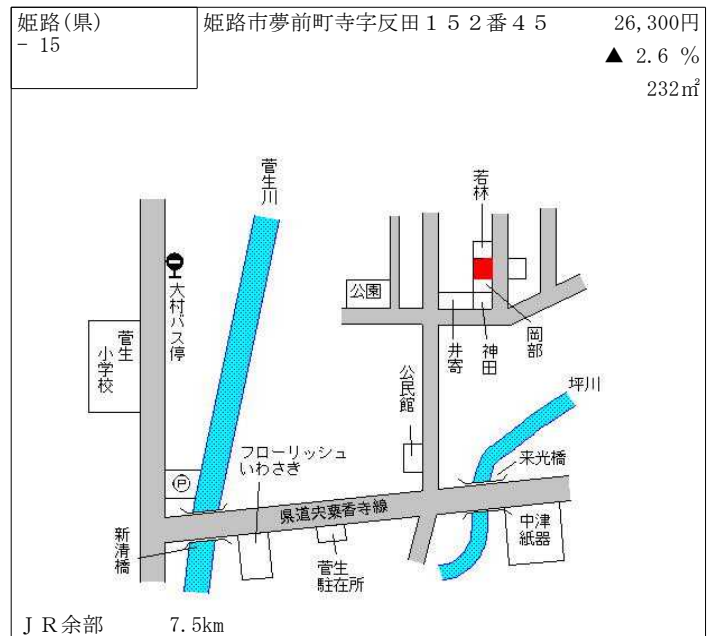 姫路(県)
- 15
姫路市夢前町寺字反田１５２番４５
26,300円
▲ 2.6 %
232㎡
菅生川
若林
大村バス停
公園
菅生
小学校
井寄
神田
岡部
公民館
坪川
フローリッシュ
いわさき
来光橋
P
県道宍粟香寺線
新清橋
菅生
駐在所
中津
紙器
ＪＲ余部
7.5km